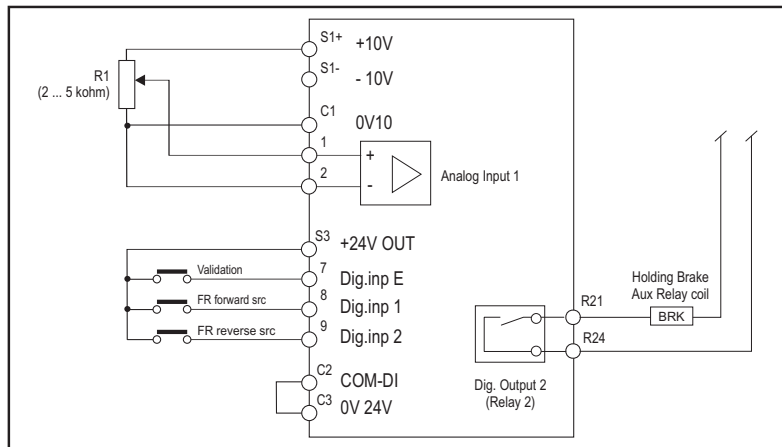 S1+ +10V
S1- - 10V
R1
(2 ... 5 kohm)
C1 0V10
1
+
2
-
Analog Input 1
S3 +24V OUT
Validation 7 Dig.inp E
FR forward src 8 Dig.inp 1
FR reverse src 9 Dig.inp 2
C2 COM-DI
C3 0V 24V
Dig. Output 2
(Relay 2)
R21
R24
Holding Brake
Aux Relay coil
BRK